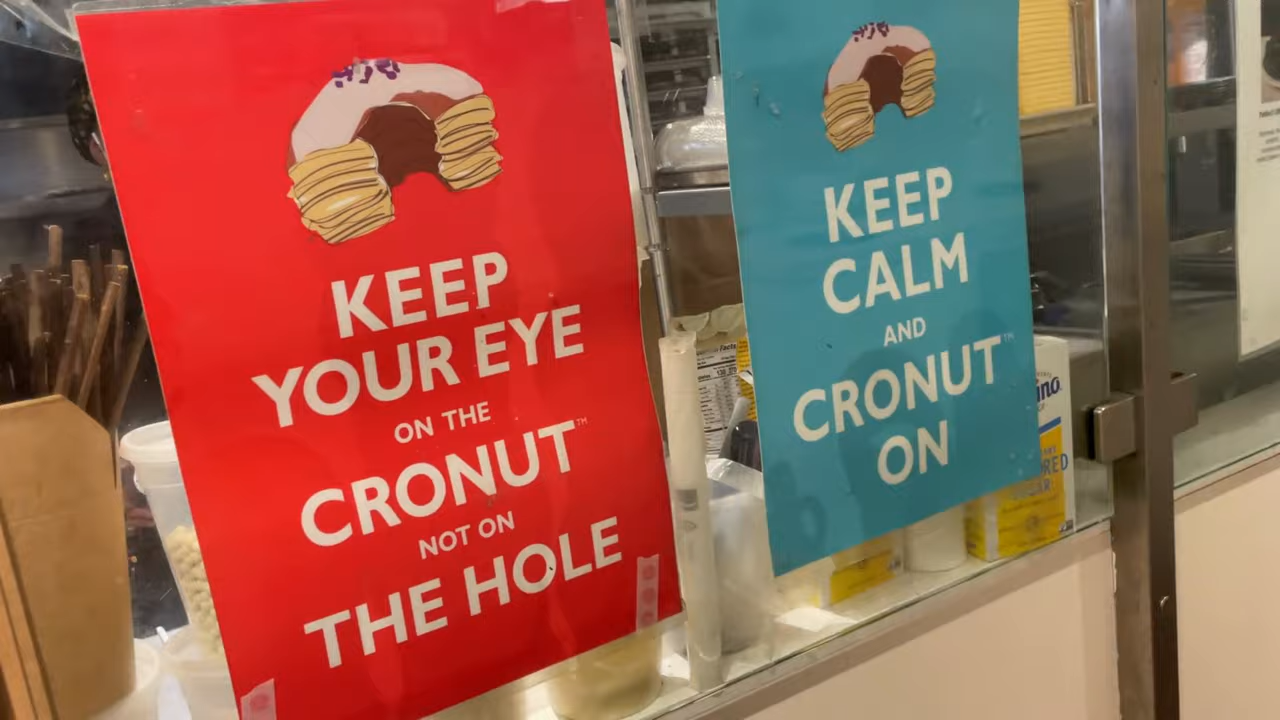 KEEP
YOUR EYE
ON THE
CRONUT™
NOT ON
THE HOLE
KEEP
CALM
AND
CRONUT™
ON